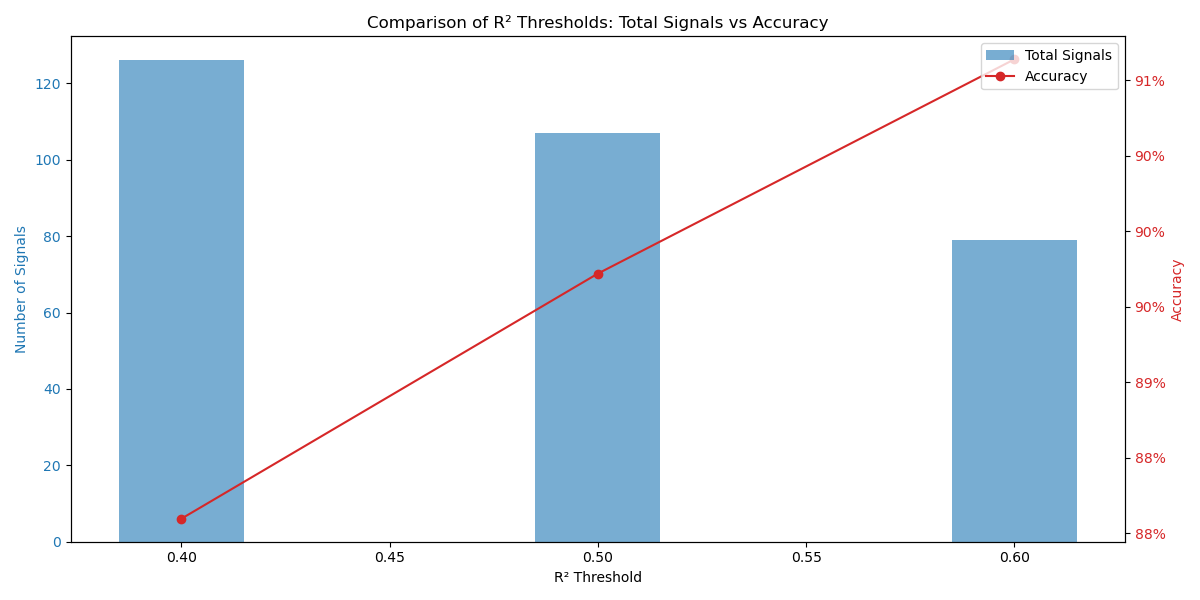 Comparison of R² Thresholds: Total Signals vs Accuracy
Total Signals
Accuracy
120
100
80
60
40
20
0
Number of Signals
91%
90%
90%
90%
89%
88%
88%
Accuracy
0.40 0.45 0.50 0.55 0.60
R² Threshold